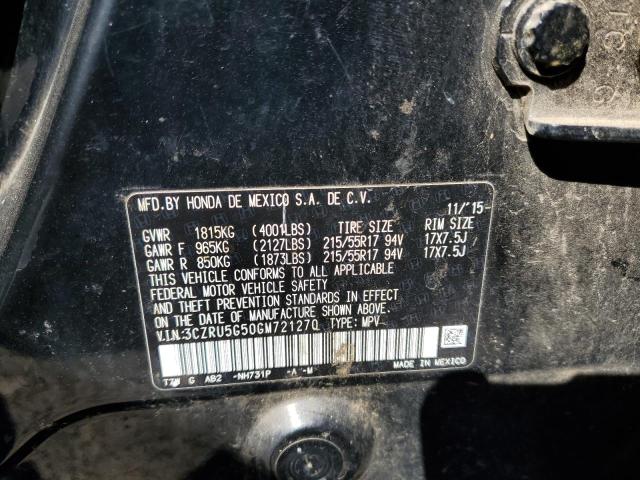 MFD.BY HONDA DE MEXICO S.A. DE C.V. 11/'15
GVWR 1815KG (4001LBS) TIRE SIZE RIM SIZE
GAWR F 965KG (2127LBS) 215/55R17 94V 17X7.5J
GAWR R 850KG (1873LBS) 215/55R17 94V 17X7.5J
THIS VEHICLE CONFORMS TO ALL APPLICABLE
FEDERAL MOTOR VEHICLE SAFETY
AND THEFT PREVENTION STANDARDS IN EFFECT
ON THE DATE OF MANUFACTURE SHOWN ABOVE.
V.I.N.3CZRU5G50GM721270 TYPE: MPV
G AB2 -NH731P -A -M MADE IN MEXICO